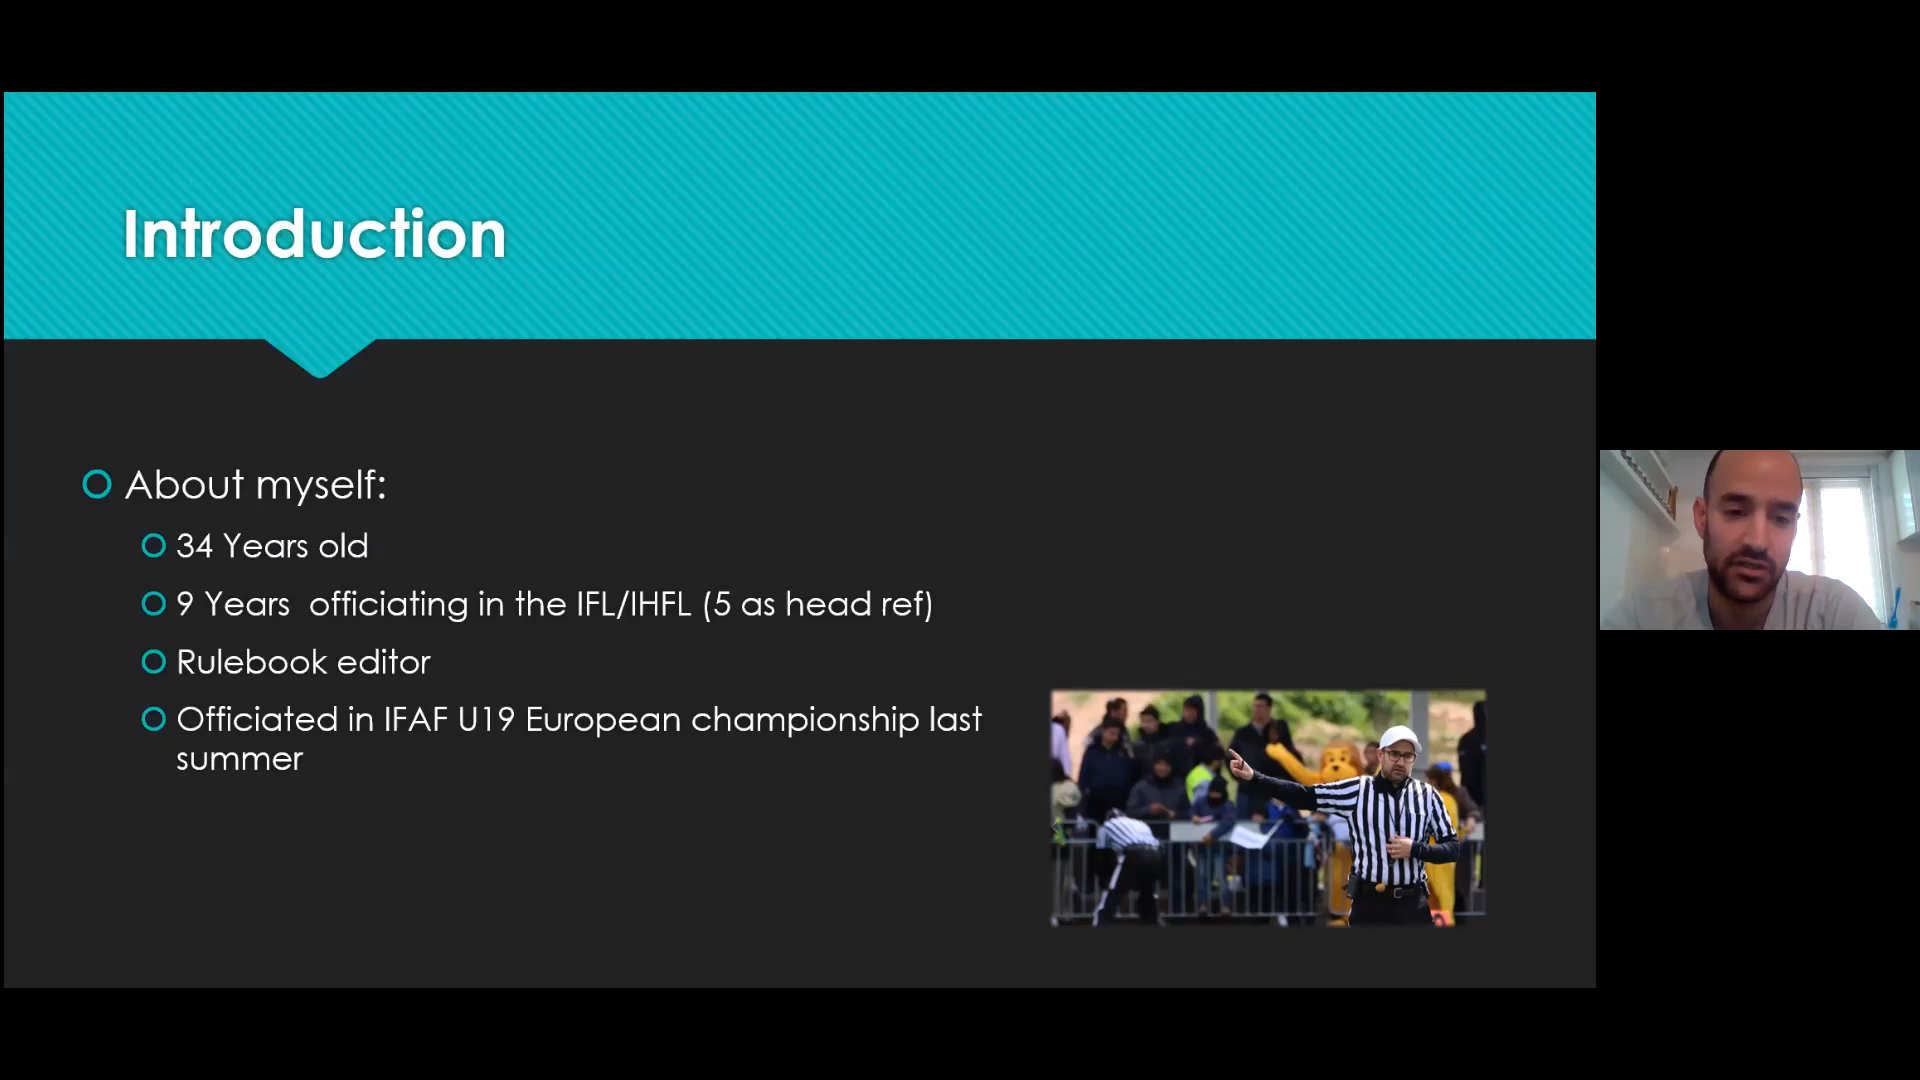 Introduction
About myself:
34 Years old
9 Years  officiating in the IFL/IHFL (5 as head ref)
Rulebook editor
Officiated in IFAF U19 European championship last
summer